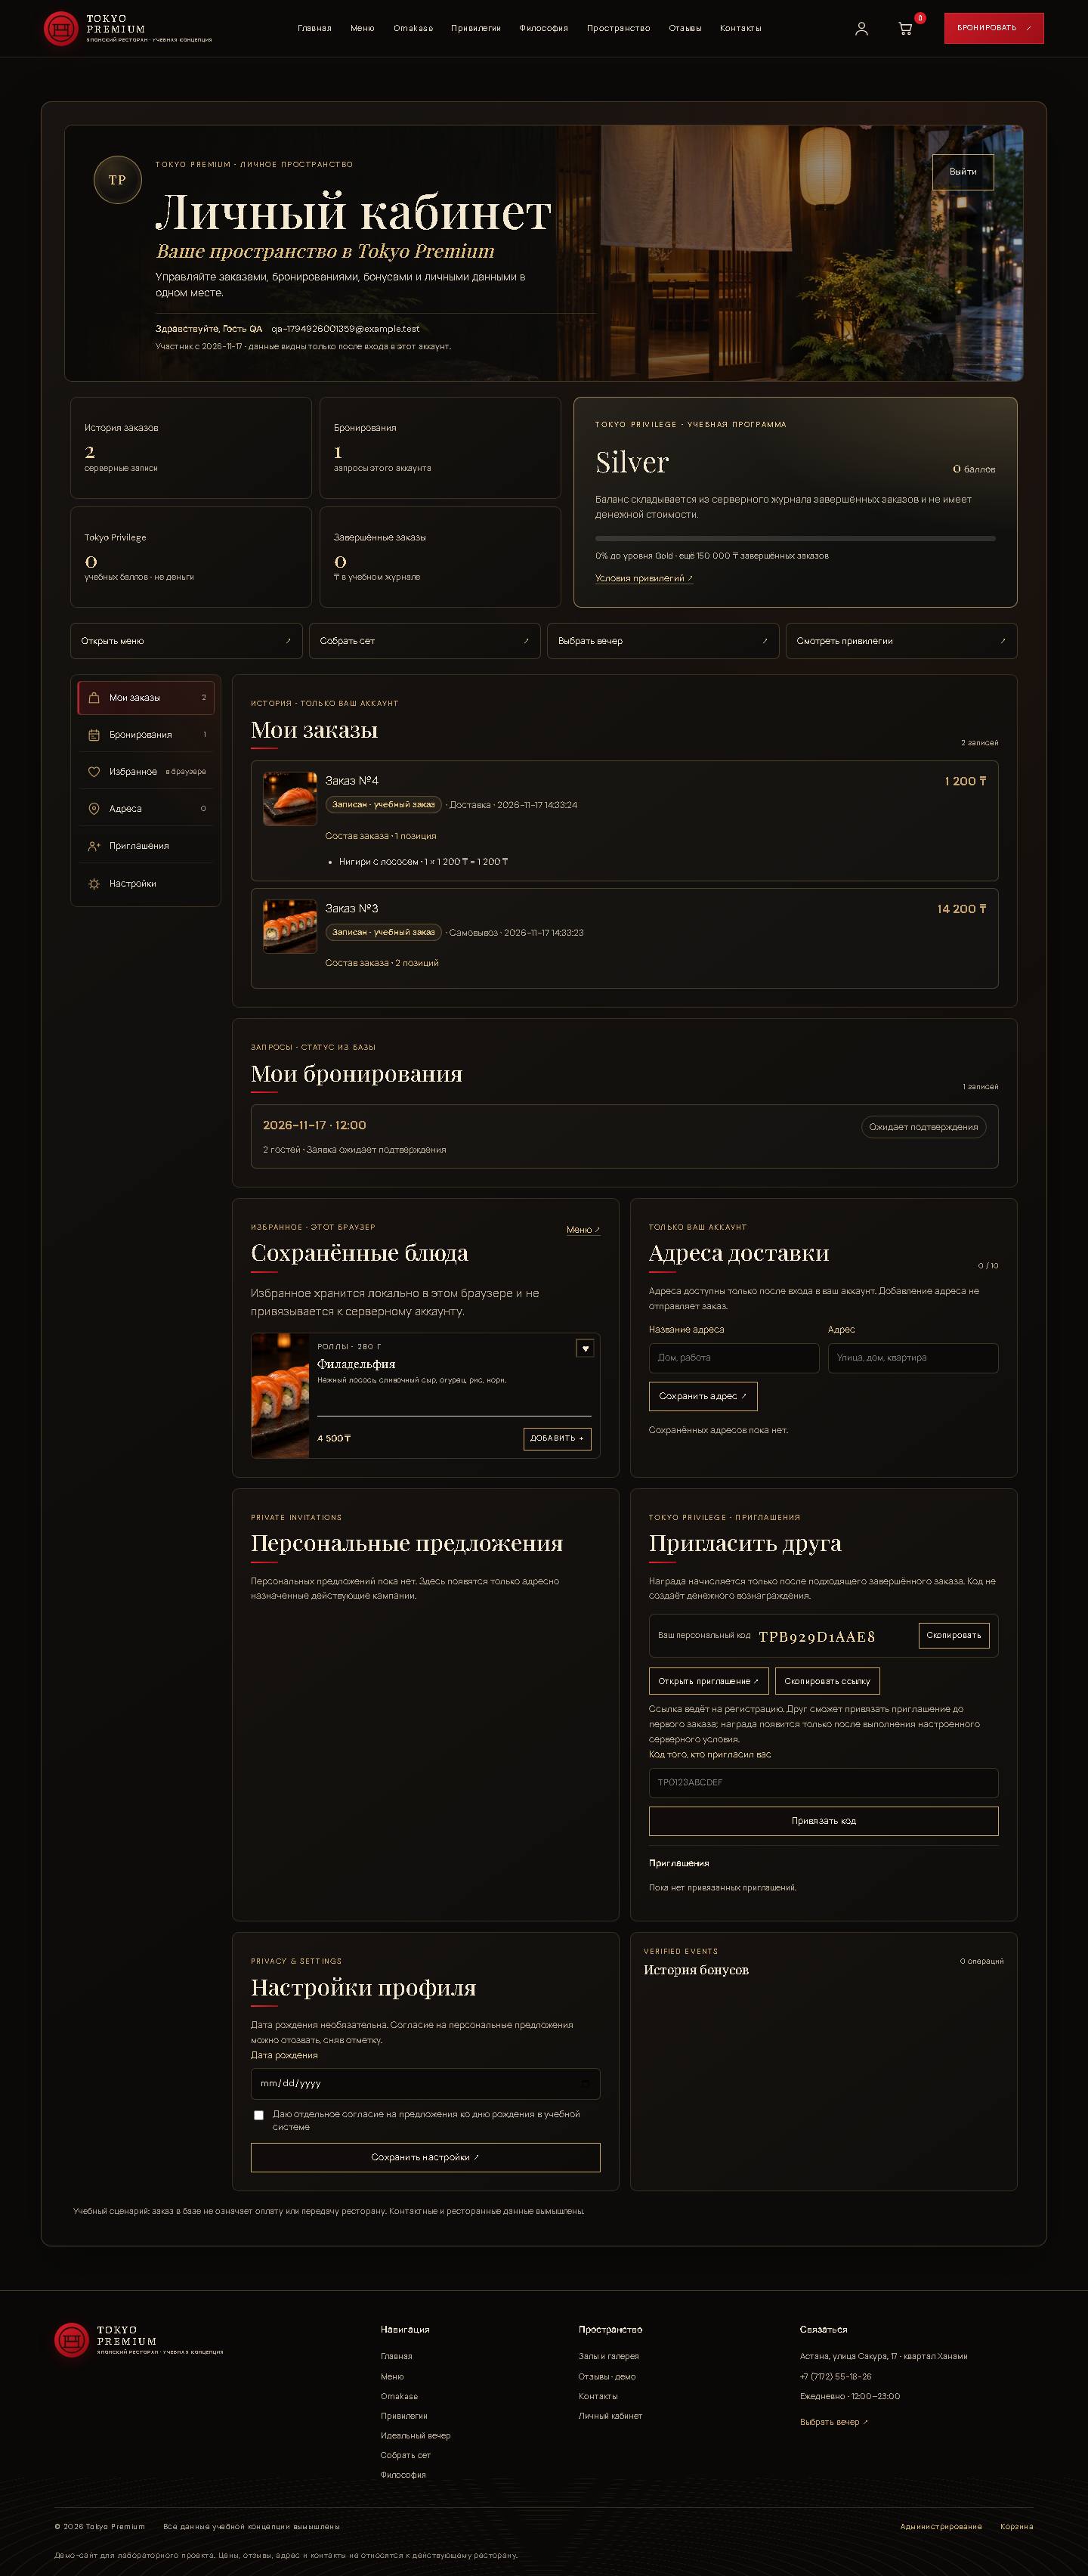 TOKYO
PREMIUM
ЯПОНСКИЙ РЕСТОРАН · УЧЕБНАЯ КОНЦЕПЦИЯ
Главная
Меню
Omakase
Привилегии
Философия
Пространство
Отзывы
Контакты
0
БРОНИРОВАТЬ ↗
TP
TOKYO PREMIUM · ЛИЧНОЕ ПРОСТРАНСТВО
Выйти
Личный кабинет
Ваше пространство в Tokyo Premium
Управляйте заказами, бронированиями, бонусами и личными данными в
одном месте.
Здравствуйте, Гость QA qa-1794926001359@example.test
Участник с 2026-11-17 · данные видны только после входа в этот аккаунт.
История заказов
2
серверные записи
Бронирования
1
запросы этого аккаунта
Tokyo Privilege
0
учебных баллов · не деньги
Завершённые заказы
0
₸ в учебном журнале
TOKYO PRIVILEGE · УЧЕБНАЯ ПРОГРАММА
Silver
0 баллов
Баланс складывается из серверного журнала завершённых заказов и не имеет
денежной стоимости.
0% до уровня Gold · ещё 150 000 ₸ завершённых заказов
Условия привилегий ↗
Открыть меню ↗
Собрать сет ↗
Выбрать вечер ↗
Смотреть привилегии ↗
Мои заказы 2
Бронирования 1
Избранное в браузере
Адреса 0
Приглашения
Настройки
ИСТОРИЯ · ТОЛЬКО ВАШ АККАУНТ
Мои заказы
2 записей
Заказ №4
1 200 ₸
Записан · учебный заказ · Доставка · 2026-11-17 14:33:24
Состав заказа · 1 позиция
• Нигири с лососем · 1 × 1 200 ₸ = 1 200 ₸
Заказ №3
14 200 ₸
Записан · учебный заказ · Самовывоз · 2026-11-17 14:33:23
Состав заказа · 2 позиций
ЗАПРОСЫ · СТАТУС ИЗ БАЗЫ
Мои бронирования
1 записей
2026-11-17 · 12:00
Ожидает подтверждения
2 гостей · Заявка ожидает подтверждения
ИЗБРАННОЕ · ЭТОТ БРАУЗЕР
Меню ↗
Сохранённые блюда
Избранное хранится локально в этом браузере и не
привязывается к серверному аккаунту.
РОЛЛЫ · 280 Г
♥
Филадельфия
Нежный лосось, сливочный сыр, огурец, рис, нори.
4 500 ₸
ДОБАВИТЬ +
ТОЛЬКО ВАШ АККАУНТ
Адреса доставки
0 / 10
Адреса доступны только после входа в ваш аккаунт. Добавление адреса не
отправляет заказ.
Название адреса
Адрес
Дом, работа
Улица, дом, квартира
Сохранить адрес ↗
Сохранённых адресов пока нет.
PRIVATE INVITATIONS
Персональные предложения
Персональных предложений пока нет. Здесь появятся только адресно
назначенные действующие кампании.
TOKYO PRIVILEGE · ПРИГЛАШЕНИЯ
Пригласить друга
Награда начисляется только после подходящего завершённого заказа. Код не
создаёт денежного вознаграждения.
Ваш персональный код TPB929D1AAE8
Скопировать
Открыть приглашение ↗
Скопировать ссылку
Ссылка ведёт на регистрацию. Друг сможет привязать приглашение до
первого заказа; награда появится только после выполнения настроенного
серверного условия.
Код того, кто пригласил вас
TP0123ABCDEF
Привязать код
Приглашения
Пока нет привязанных приглашений.
PRIVACY & SETTINGS
Настройки профиля
Дата рождения необязательна. Согласие на персональные предложения
можно отозвать, сняв отметку.
Дата рождения
mm/dd/yyyy
Даю отдельное согласие на предложения ко дню рождения в учебной
системе
Сохранить настройки ↗
VERIFIED EVENTS
История бонусов
0 операций
Учебный сценарий: заказ в базе не означает оплату или передачу ресторану. Контактные и ресторанные данные вымышлены.
TOKYO
PREMIUM
ЯПОНСКИЙ РЕСТОРАН · УЧЕБНАЯ КОНЦЕПЦИЯ
Навигация
Главная
Меню
Omakase
Привилегии
Идеальный вечер
Собрать сет
Философия
Пространство
Залы и галерея
Отзывы · демо
Контакты
Личный кабинет
Связаться
Астана, улица Сакура, 17 · квартал Ханами
+7 (7172) 55-18-26
Ежедневно · 12:00–23:00
Выбрать вечер ↗
© 2026 Tokyo Premium
Все данные учебной концепции вымышлены
Администрирование
Корзина
Демо-сайт для лабораторного проекта. Цены, отзывы, адрес и контакты не относятся к действующему ресторану.